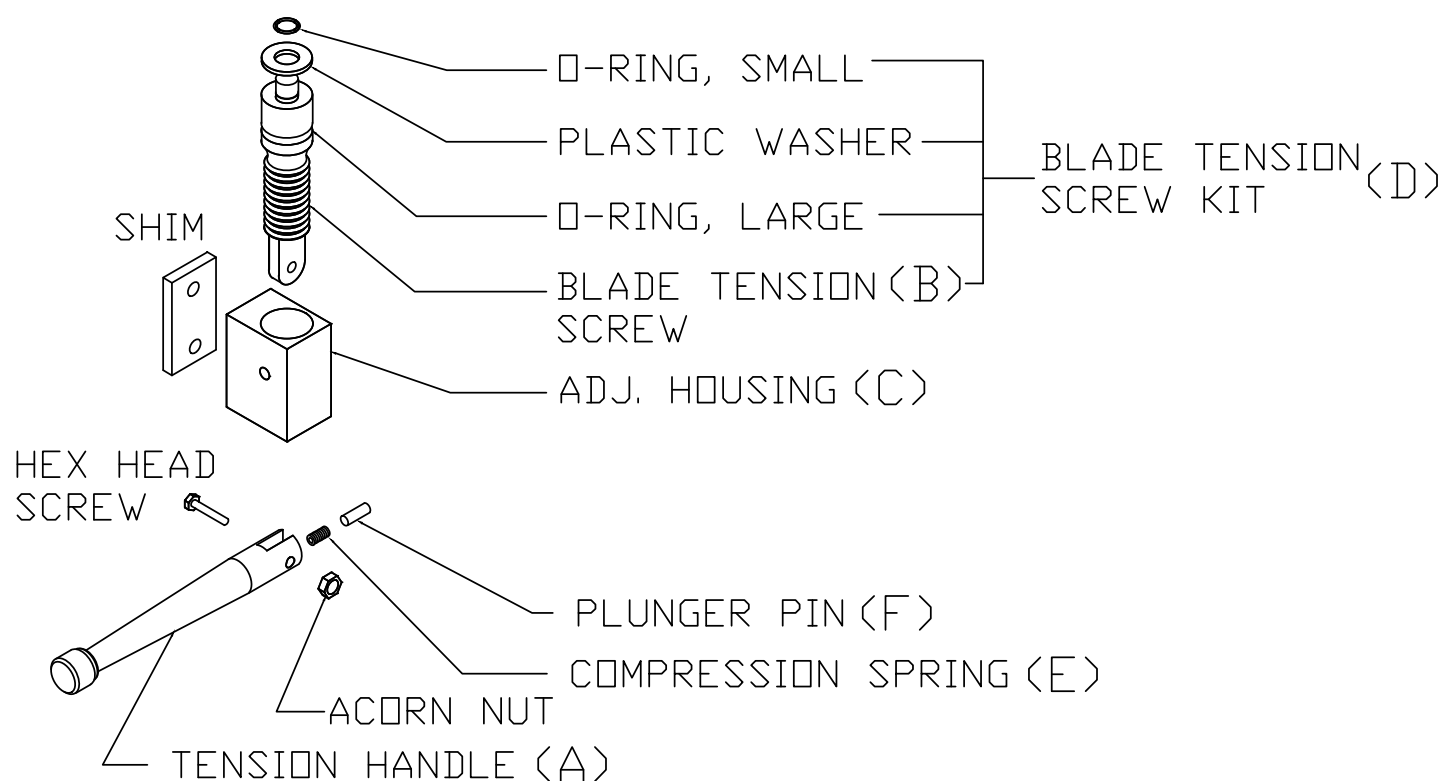 O-RING, SMALL
PLASTIC WASHER
BLADE TENSION (D)
SCREW KIT
O-RING, LARGE
SHIM
BLADE TENSION (B)
SCREW
ADJ. HOUSING (C)
HEX HEAD
SCREW
PLUNGER PIN (F)
COMPRESSION SPRING (E)
ACORN NUT
TENSION HANDLE (A)